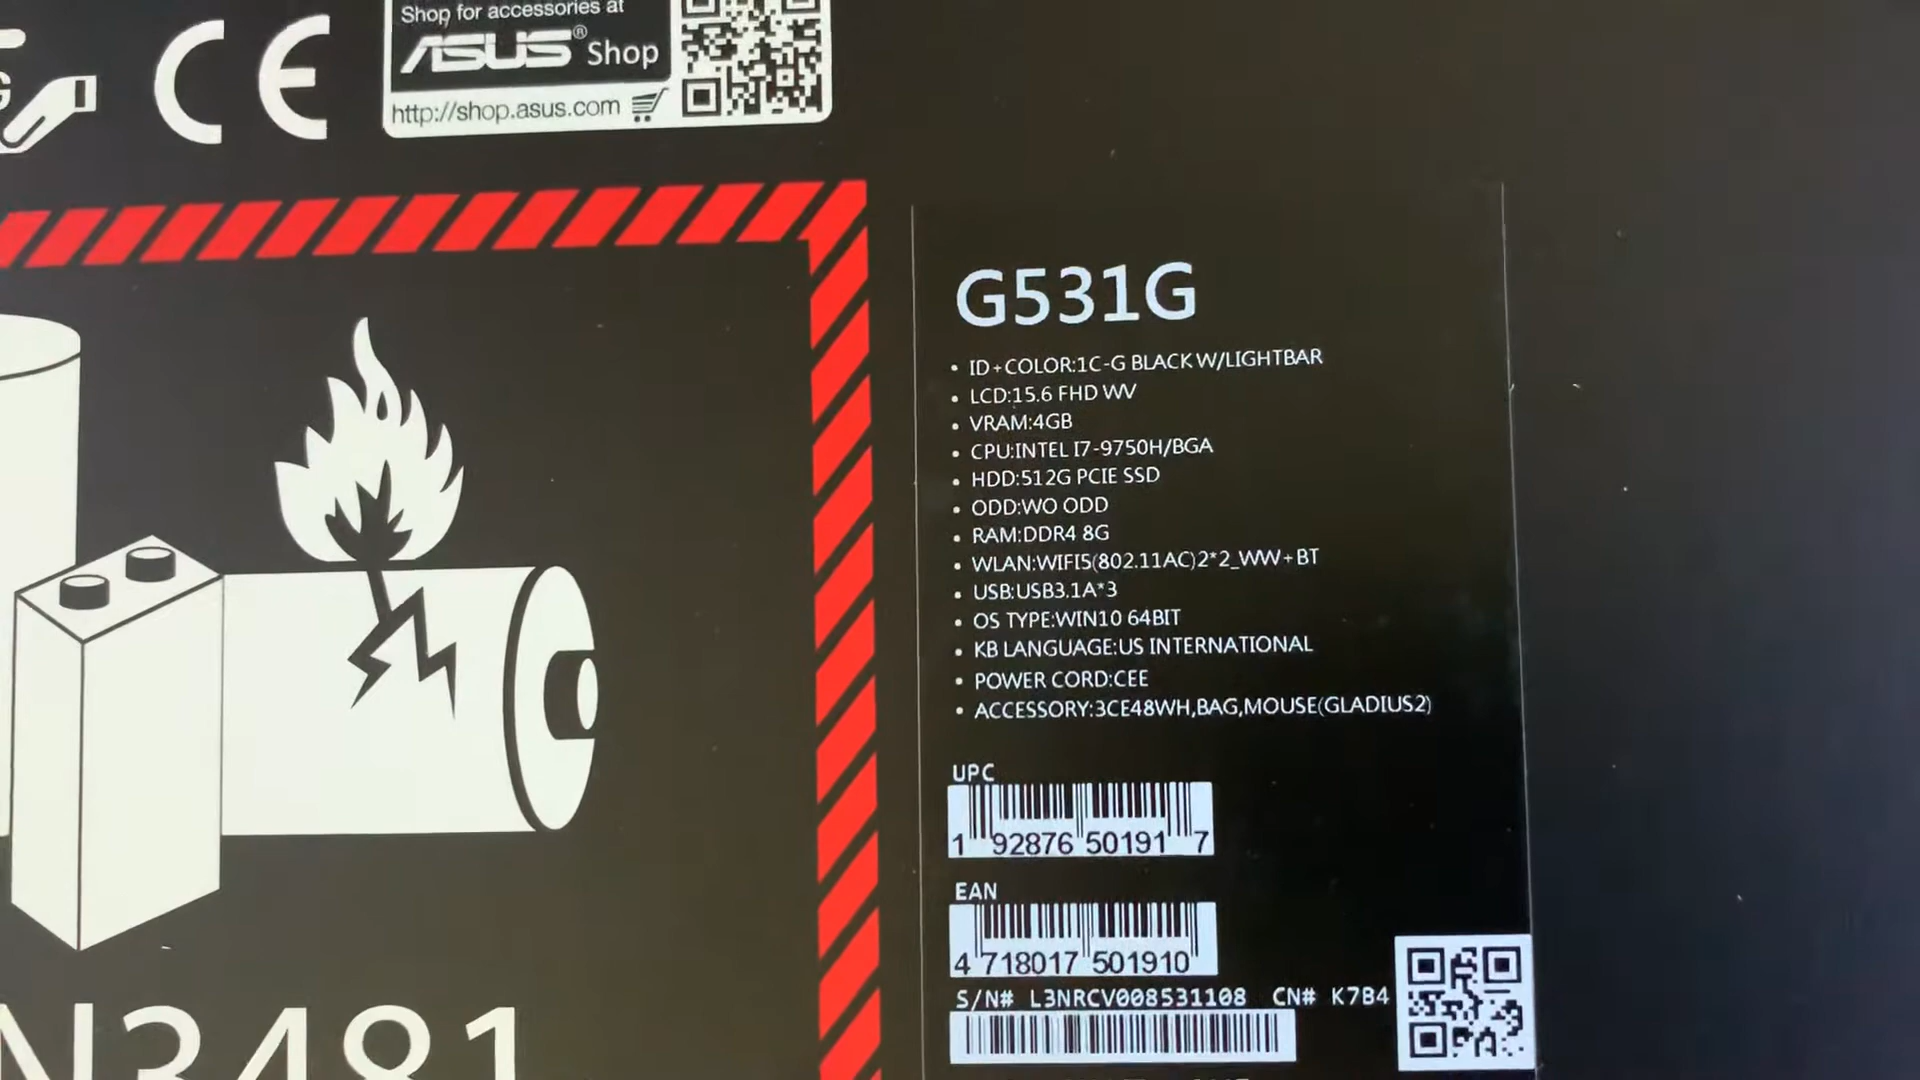 Shop for accessories at
ASUS® Shop
http://shop.asus.com
CE
G531G
• ID+COLOR:1C-G BLACK W/LIGHTBAR
• LCD:15.6 FHD WV
• VRAM:4GB
• CPU:INTEL I7-9750H/BGA
• HDD:512G PCIE SSD
• ODD:WO ODD
• RAM:DDR4 8G
• WLAN:WIFI5(802.11AC)2*2_WW+BT
• USB:USB3.1A*3
• OS TYPE:WIN10 64BIT
• KB LANGUAGE:US INTERNATIONAL
• POWER CORD:CEE
• ACCESSORY:3CE48WH,BAG,MOUSE(GLADIUS2)
UPC
1 92876 50191 7
EAN
4 718017 501910
S/N# L3NRCV008531108 CN# K7B4
N3481